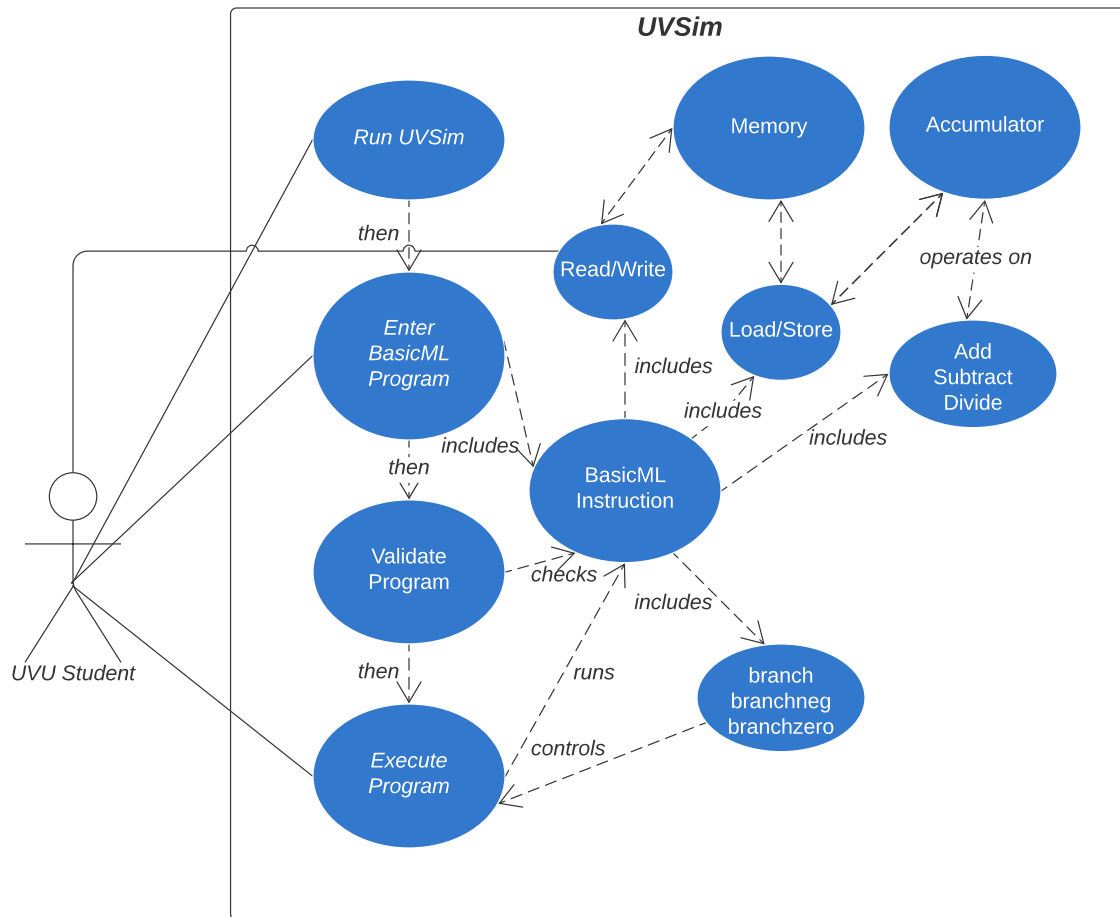 UVSim
Run UVSim
Memory
Accumulator
then
Read/Write
operates on
Enter
BasicML
Program
Load/Store
Add
Subtract
Divide
includes
includes
includes
includes
then
BasicML
Instruction
Validate
Program
checks
includes
UVU Student
then
runs
branch
branchneg
branchzero
controls
Execute
Program